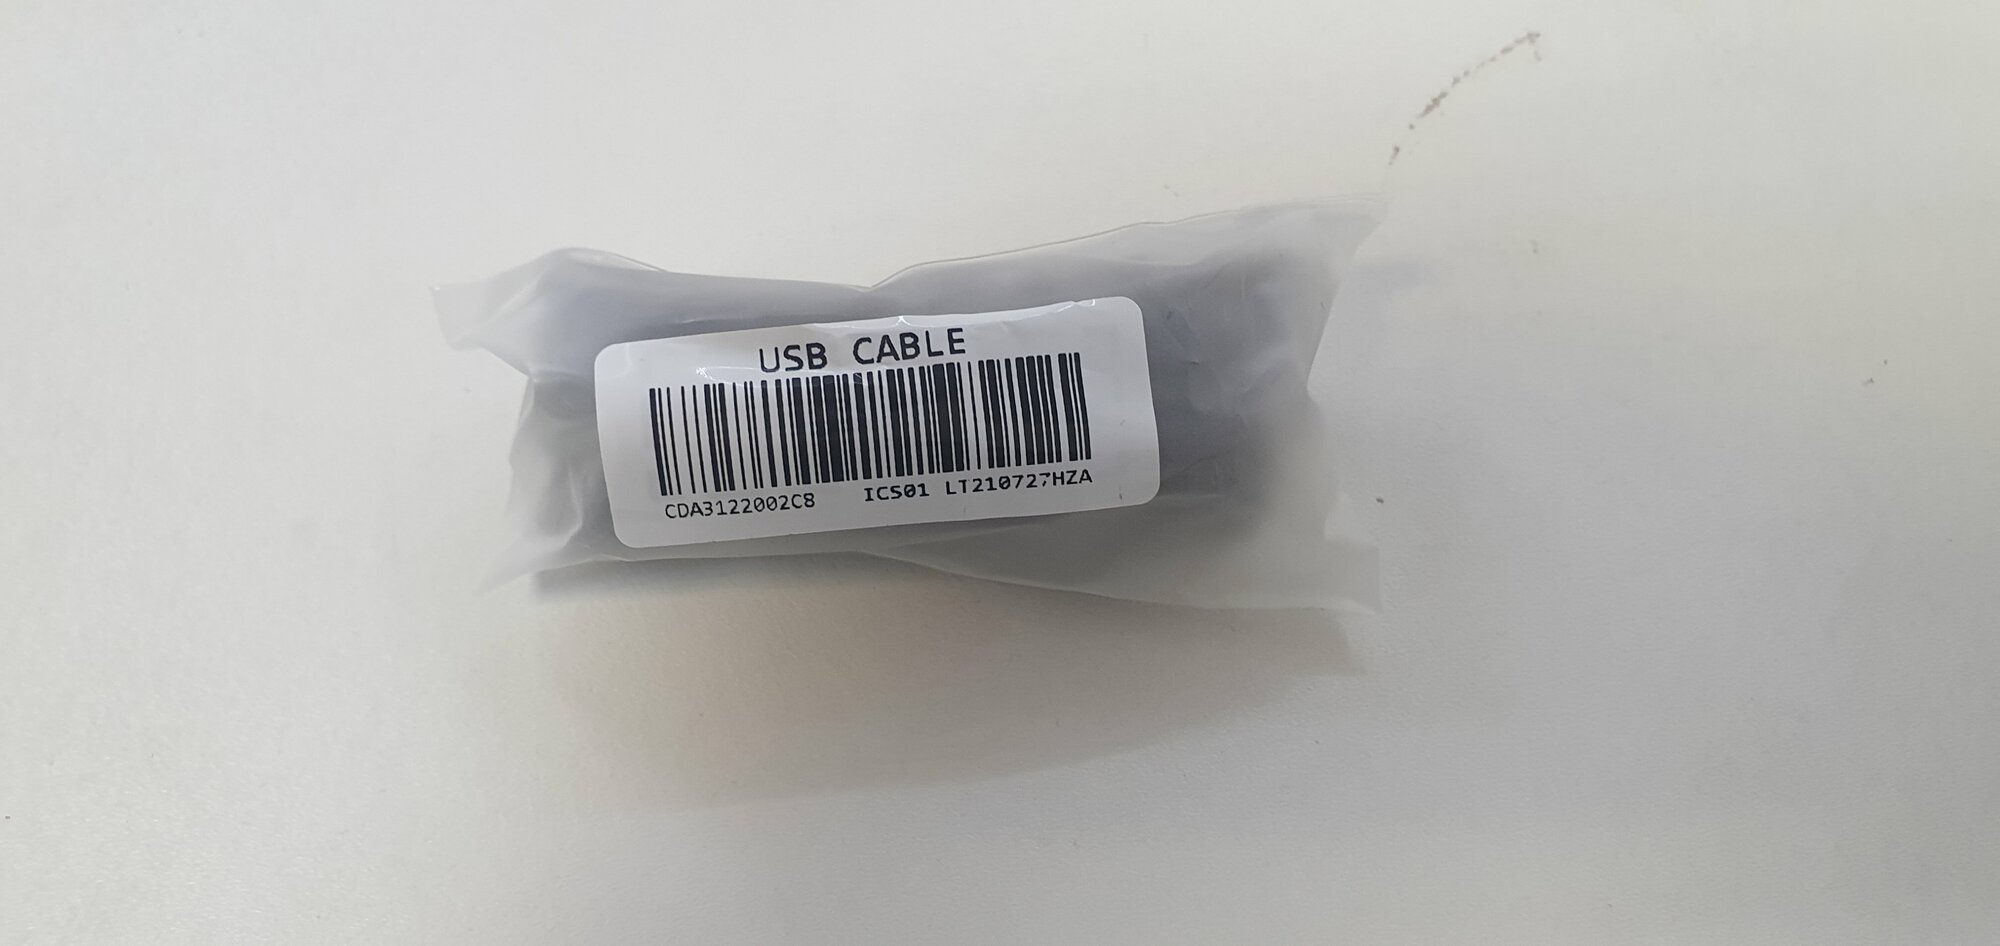 USB CABLE
CDA3122002C8 ICS01 LT210727HZA